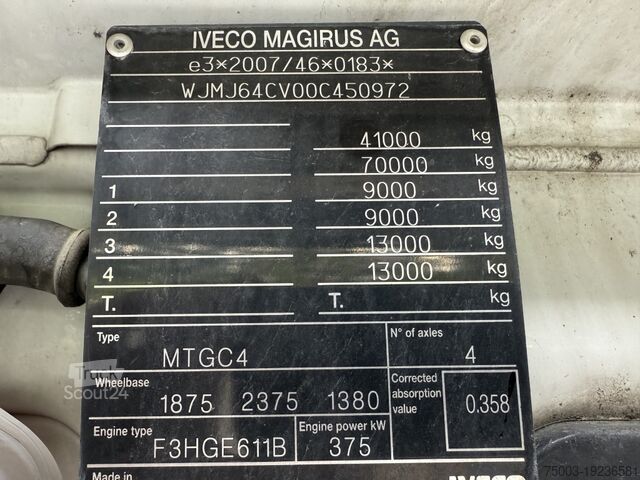 IVECO MAGIRUS AG
e3*2007/46*0183*
WJMJ64CV00C450972
41000 kg
70000 kg
1 9000 kg
2 9000 kg
3 13000 kg
4 13000 kg
T. T. kg
Type MTGC4 N° of axles 4
Wheelbase 1875 2375 1380 Corrected absorption value 0.358
Engine type F3HGE611B Engine power kW 375
Made in IVECO
Truck Scout24
75003-19236581